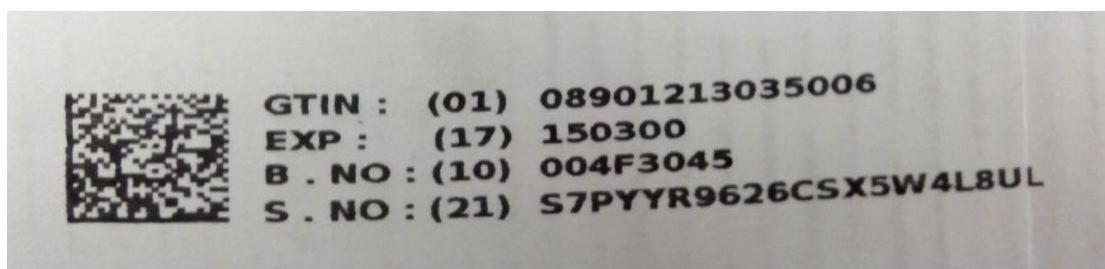 GTIN : (01) 08901213035006
EXP : (17) 150300
B . NO : (10) 004F3045
S . NO : (21) S7PYYR9626CSX5W4L8UL